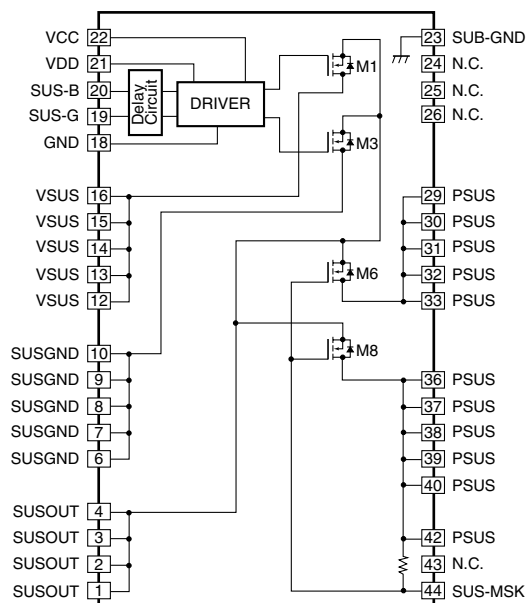 VCC 22
VDD 21
SUS-B 20
SUS-G 19
GND 18
VSUS 16
VSUS 15
VSUS 14
VSUS 13
VSUS 12
SUSGND 10
SUSGND 9
SUSGND 8
SUSGND 7
SUSGND 6
SUSOUT 4
SUSOUT 3
SUSOUT 2
SUSOUT 1
Delay
Circuit
DRIVER
M1
M3
M6
M8
23 SUB-GND
24 N.C.
25 N.C.
26 N.C.
29 PSUS
30 PSUS
31 PSUS
32 PSUS
33 PSUS
36 PSUS
37 PSUS
38 PSUS
39 PSUS
40 PSUS
42 PSUS
43 N.C.
44 SUS-MSK